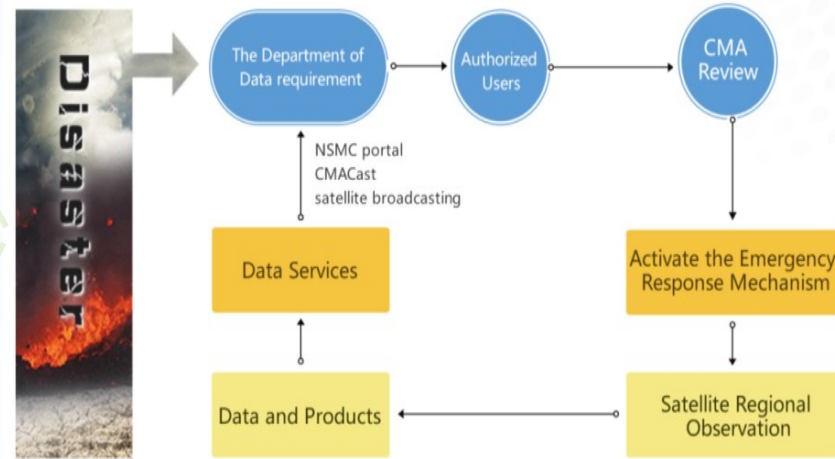 Disaster
The Department of
Data requirement
Authorized
Users
CMA
Review
NSMC portal
CMACast
satellite broadcasting
Data Services
Activate the Emergency
Response Mechanism
Data and Products
Satellite Regional
Observation